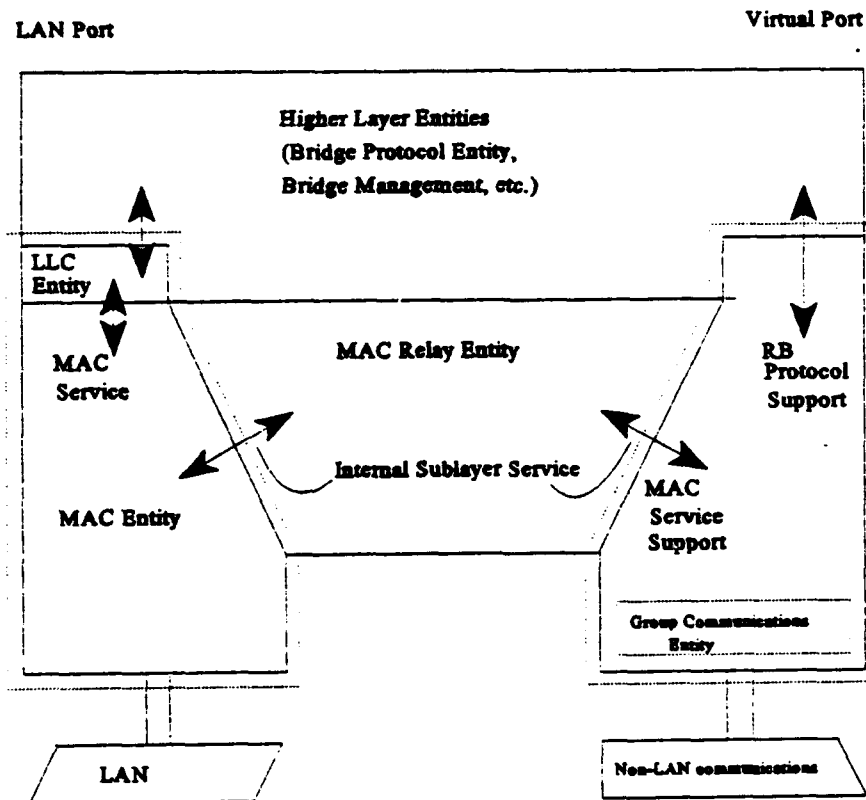 LAN Port
Virtual Port
Higher Layer Entities
(Bridge Protocol Entity,
Bridge Management, etc.)
LLC
Entity
MAC
Service
MAC Relay Entity
RB
Protocol
Support
Internal Sublayer Service
MAC Entity
MAC
Service
Support
Group Communications
Entity
LAN
Non-LAN communications